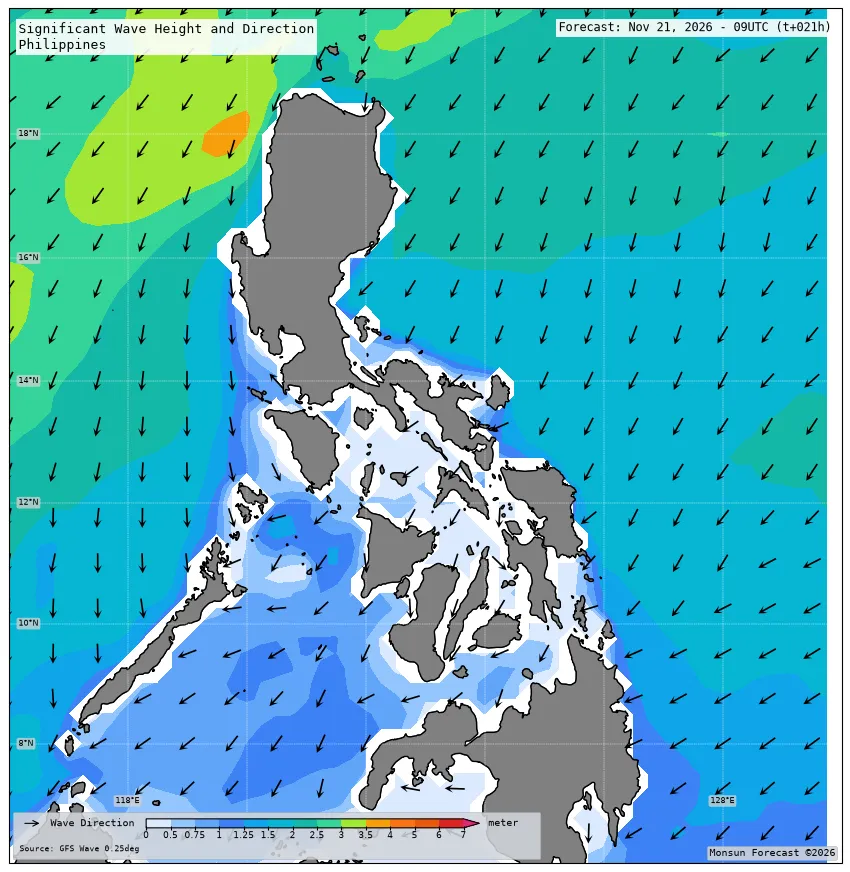 Significant Wave Height and Direction
Philippines
Forecast: Nov 21, 2026 - 09UTC (t+021h)
18°N
16°N
14°N
12°N
10°N
8°N
118°E
128°E
Wave Direction
0 0.5 0.75 1 1.25 1.5 2 2.5 3 3.5 4 5 6 7
meter
Source: GFS Wave 0.25deg
Monsun Forecast ©2026